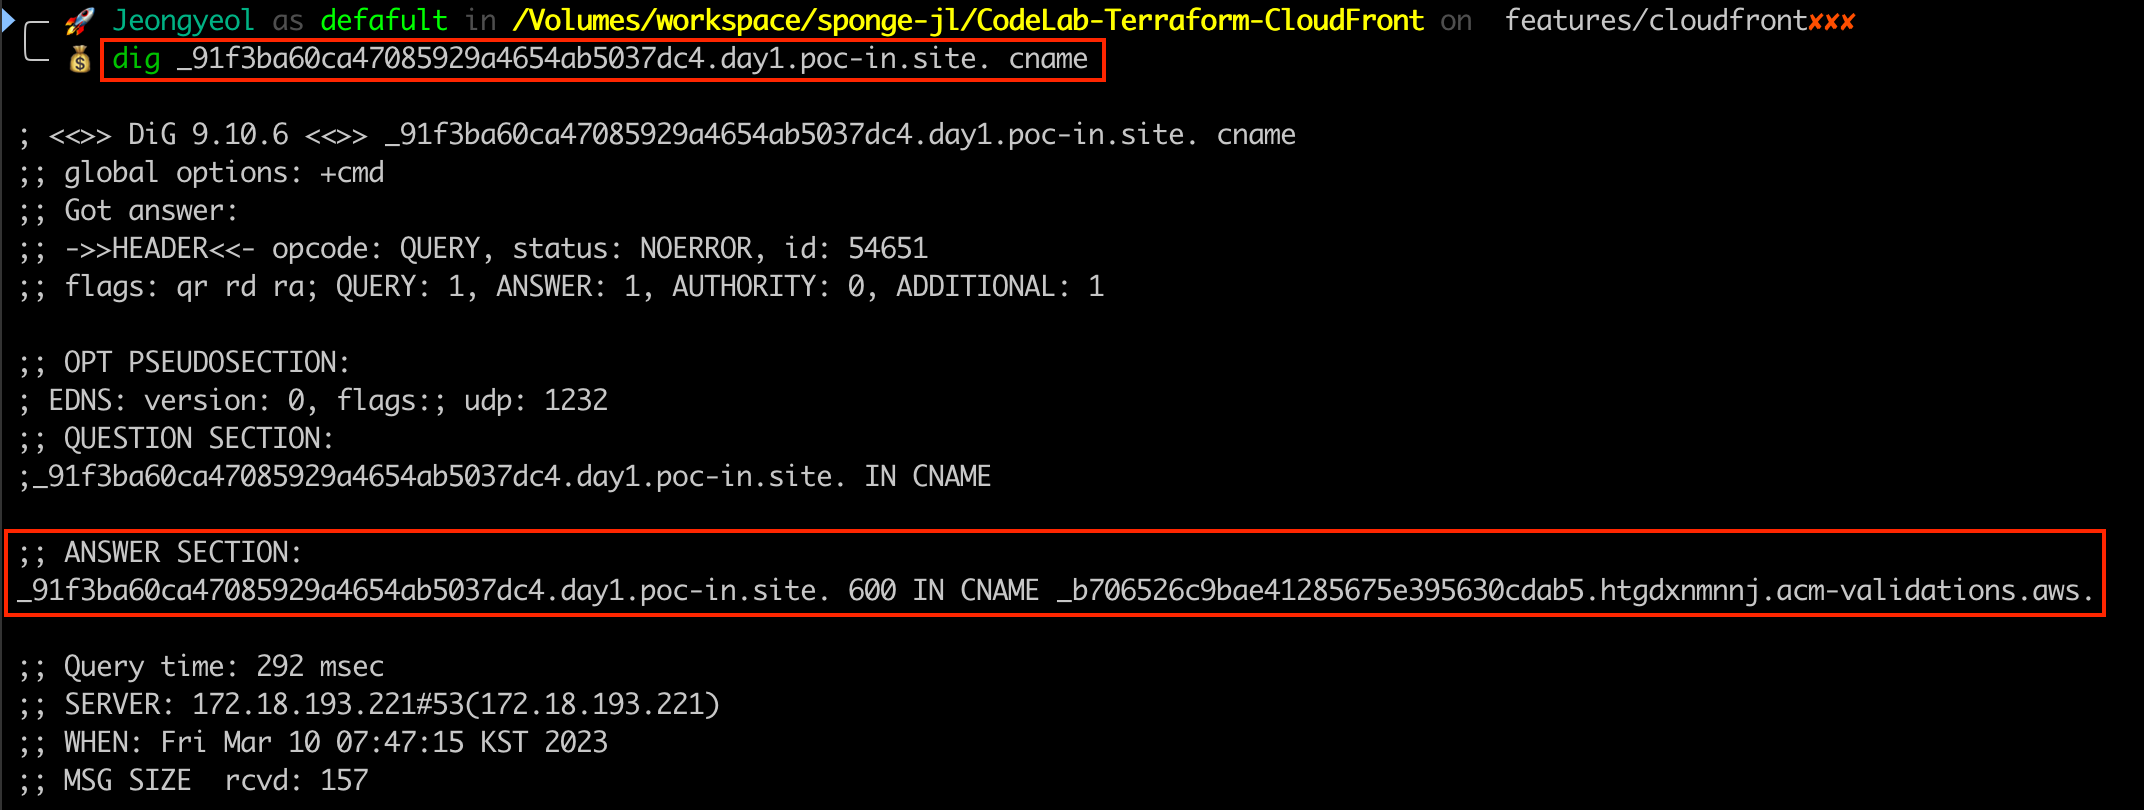 🚀 Jeongyeol as defafult in /Volumes/workspace/sponge-jl/CodeLab-Terraform-CloudFront on features/cloudfront✘✘✘
💰 dig _91f3ba60ca47085929a4654ab5037dc4.day1.poc-in.site. cname
; <<>> DiG 9.10.6 <<>> _91f3ba60ca47085929a4654ab5037dc4.day1.poc-in.site. cname
;; global options: +cmd
;; Got answer:
;; ->>HEADER<<- opcode: QUERY, status: NOERROR, id: 54651
;; flags: qr rd ra; QUERY: 1, ANSWER: 1, AUTHORITY: 0, ADDITIONAL: 1
;; OPT PSEUDOSECTION:
; EDNS: version: 0, flags:; udp: 1232
;; QUESTION SECTION:
;_91f3ba60ca47085929a4654ab5037dc4.day1.poc-in.site. IN CNAME
;; ANSWER SECTION:
_91f3ba60ca47085929a4654ab5037dc4.day1.poc-in.site. 600 IN CNAME _b706526c9bae41285675e395630cdab5.htgdxnmnnj.acm-validations.aws.
;; Query time: 292 msec
;; SERVER: 172.18.193.221#53(172.18.193.221)
;; WHEN: Fri Mar 10 07:47:15 KST 2023
;; MSG SIZE  rcvd: 157